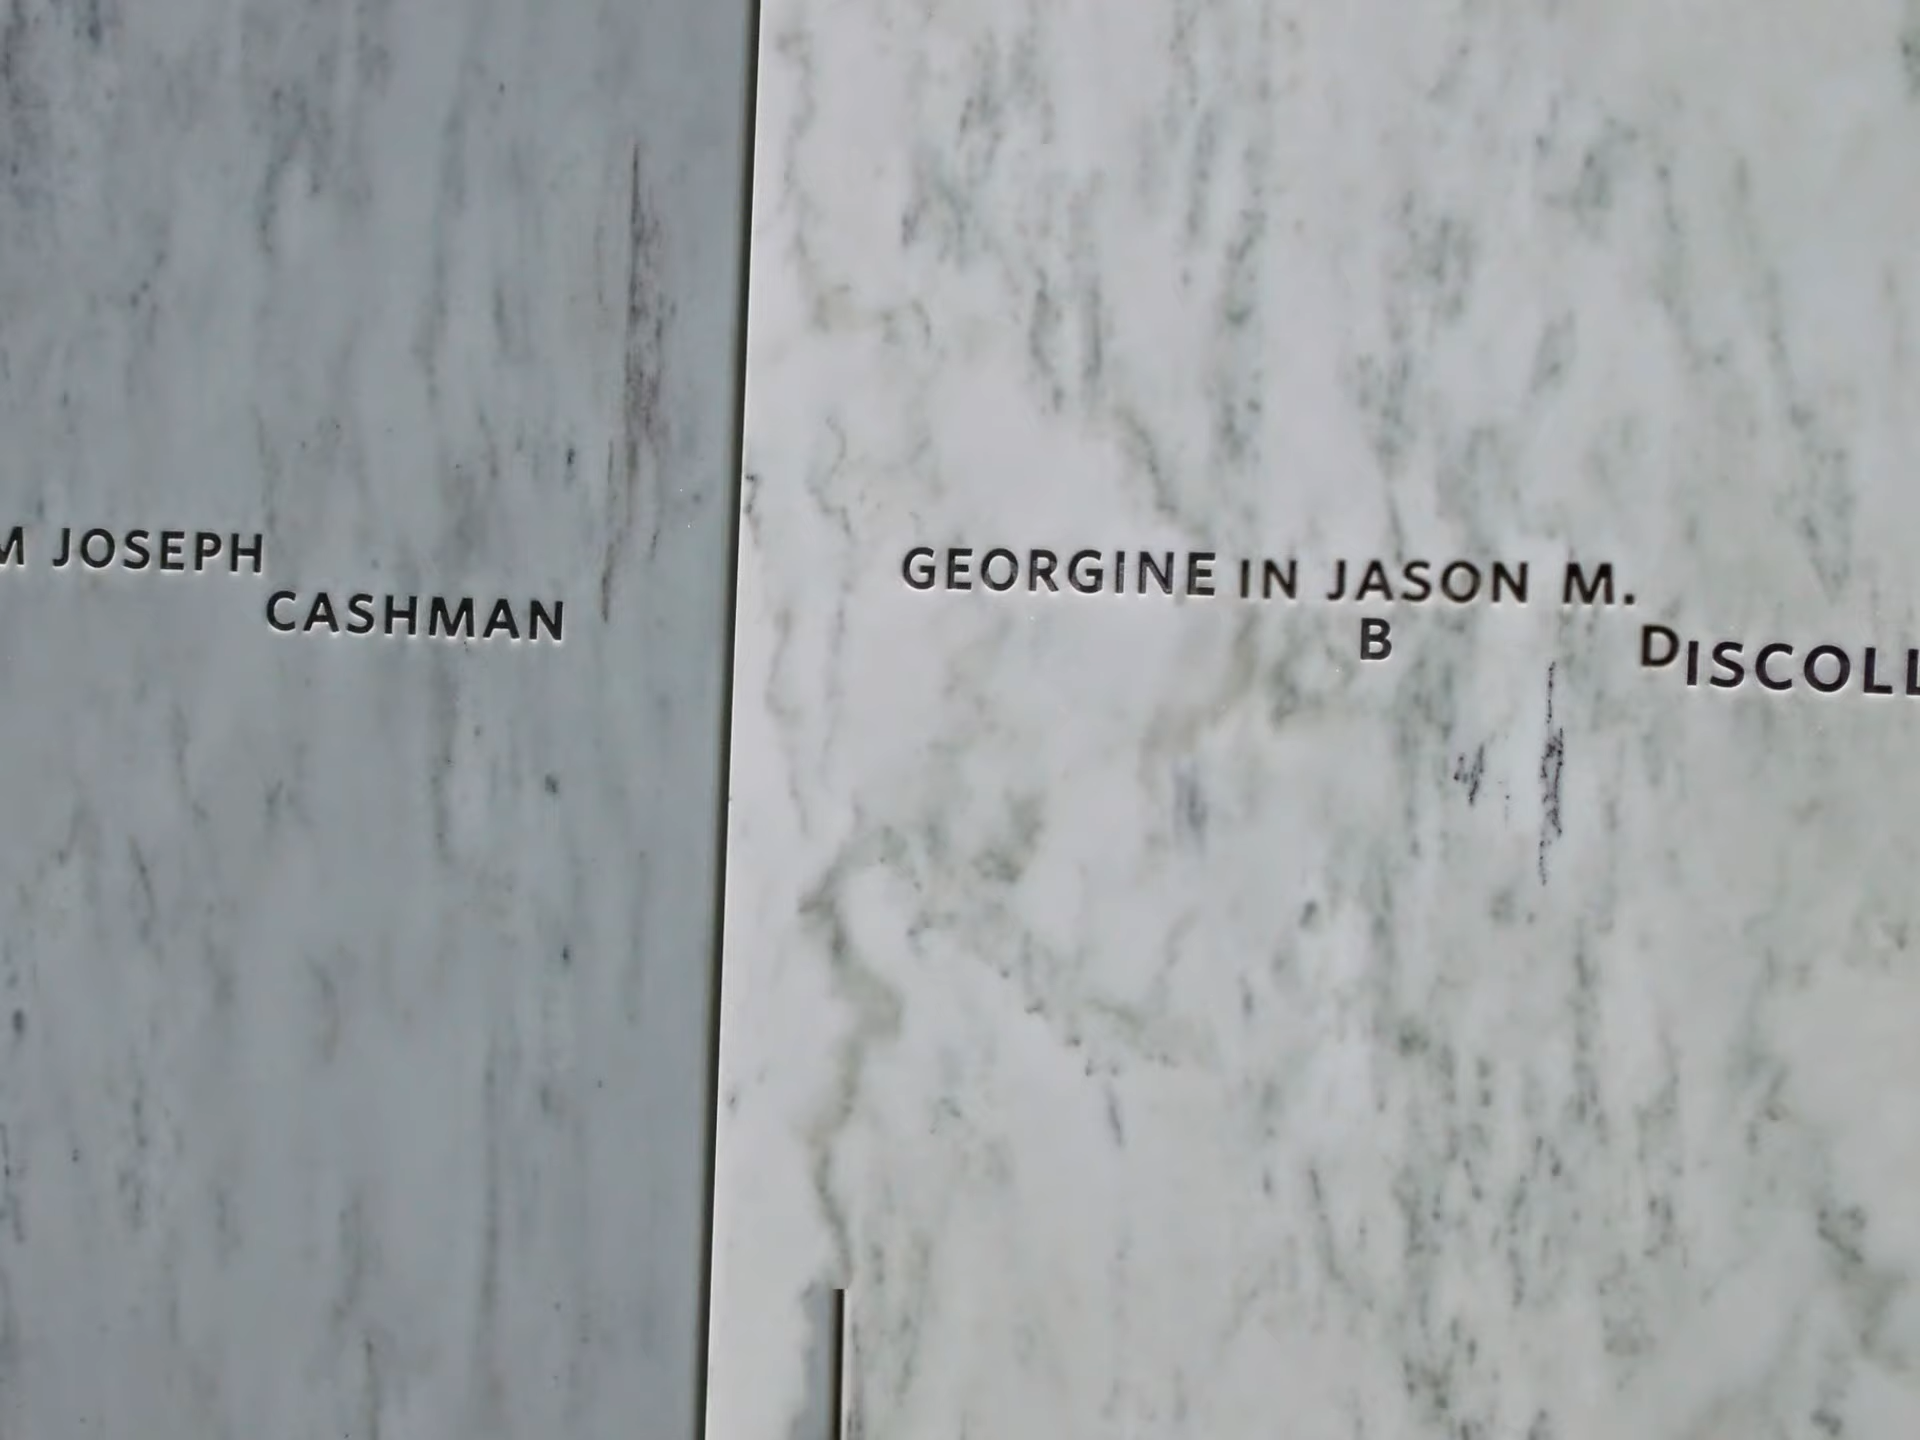 M JOSEPH
CASHMAN
GEORGINE IN JASON M.
B
DISCOLL